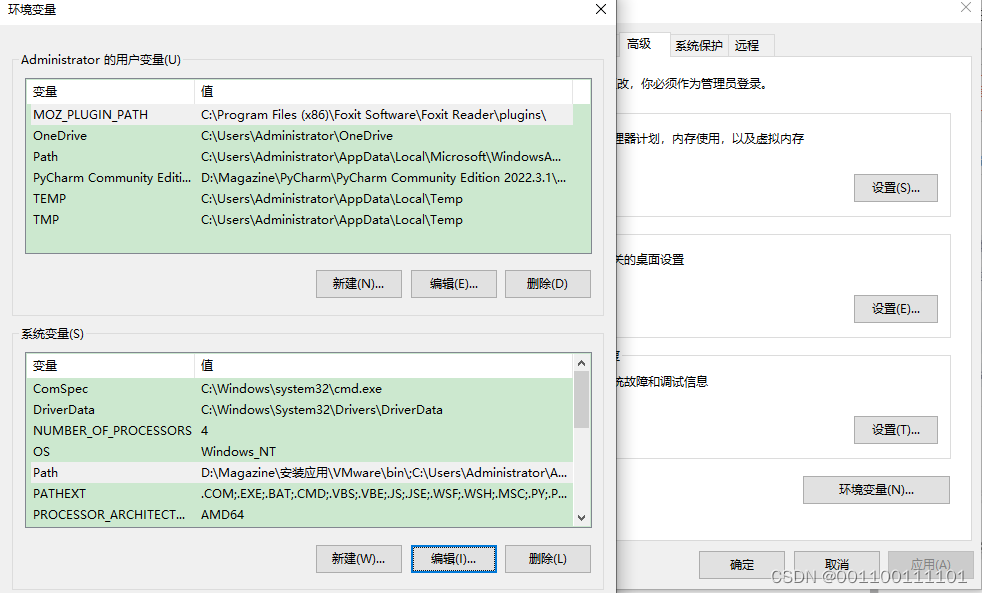 环境变量
Administrator 的用户变量(U)
变量 值
MOZ_PLUGIN_PATH C:\Program Files (x86)\Foxit Software\Foxit Reader\plugins\
OneDrive C:\Users\Administrator\OneDrive
Path C:\Users\Administrator\AppData\Local\Microsoft\WindowsA...
PyCharm Community Editi... D:\Magazine\PyCharm\PyCharm Community Edition 2022.3.1\...
TEMP C:\Users\Administrator\AppData\Local\Temp
TMP C:\Users\Administrator\AppData\Local\Temp
新建(N)... 编辑(E)... 删除(D)
系统变量(S)
变量 值
ComSpec C:\Windows\system32\cmd.exe
DriverData C:\Windows\System32\Drivers\DriverData
NUMBER_OF_PROCESSORS 4
OS Windows_NT
Path D:\Magazine\安装应用\VMware\bin\;C:\Users\Administrator\A...
PATHEXT .COM;.EXE;.BAT;.CMD;.VBS;.VBE;.JS;.JSE;.WSF;.WSH;.MSC;.PY;.P...
PROCESSOR_ARCHITECT... AMD64
新建(W)... 编辑(I)... 删除(L)
高级 系统保护 远程
改，你必须作为管理员登录。
理器计划，内存使用，以及虚拟内存
设置(S)...
关的桌面设置
设置(E)...
统故障和调试信息
设置(T)...
环境变量(N)...
确定 取消 应用(A)
CSDN @001100111101